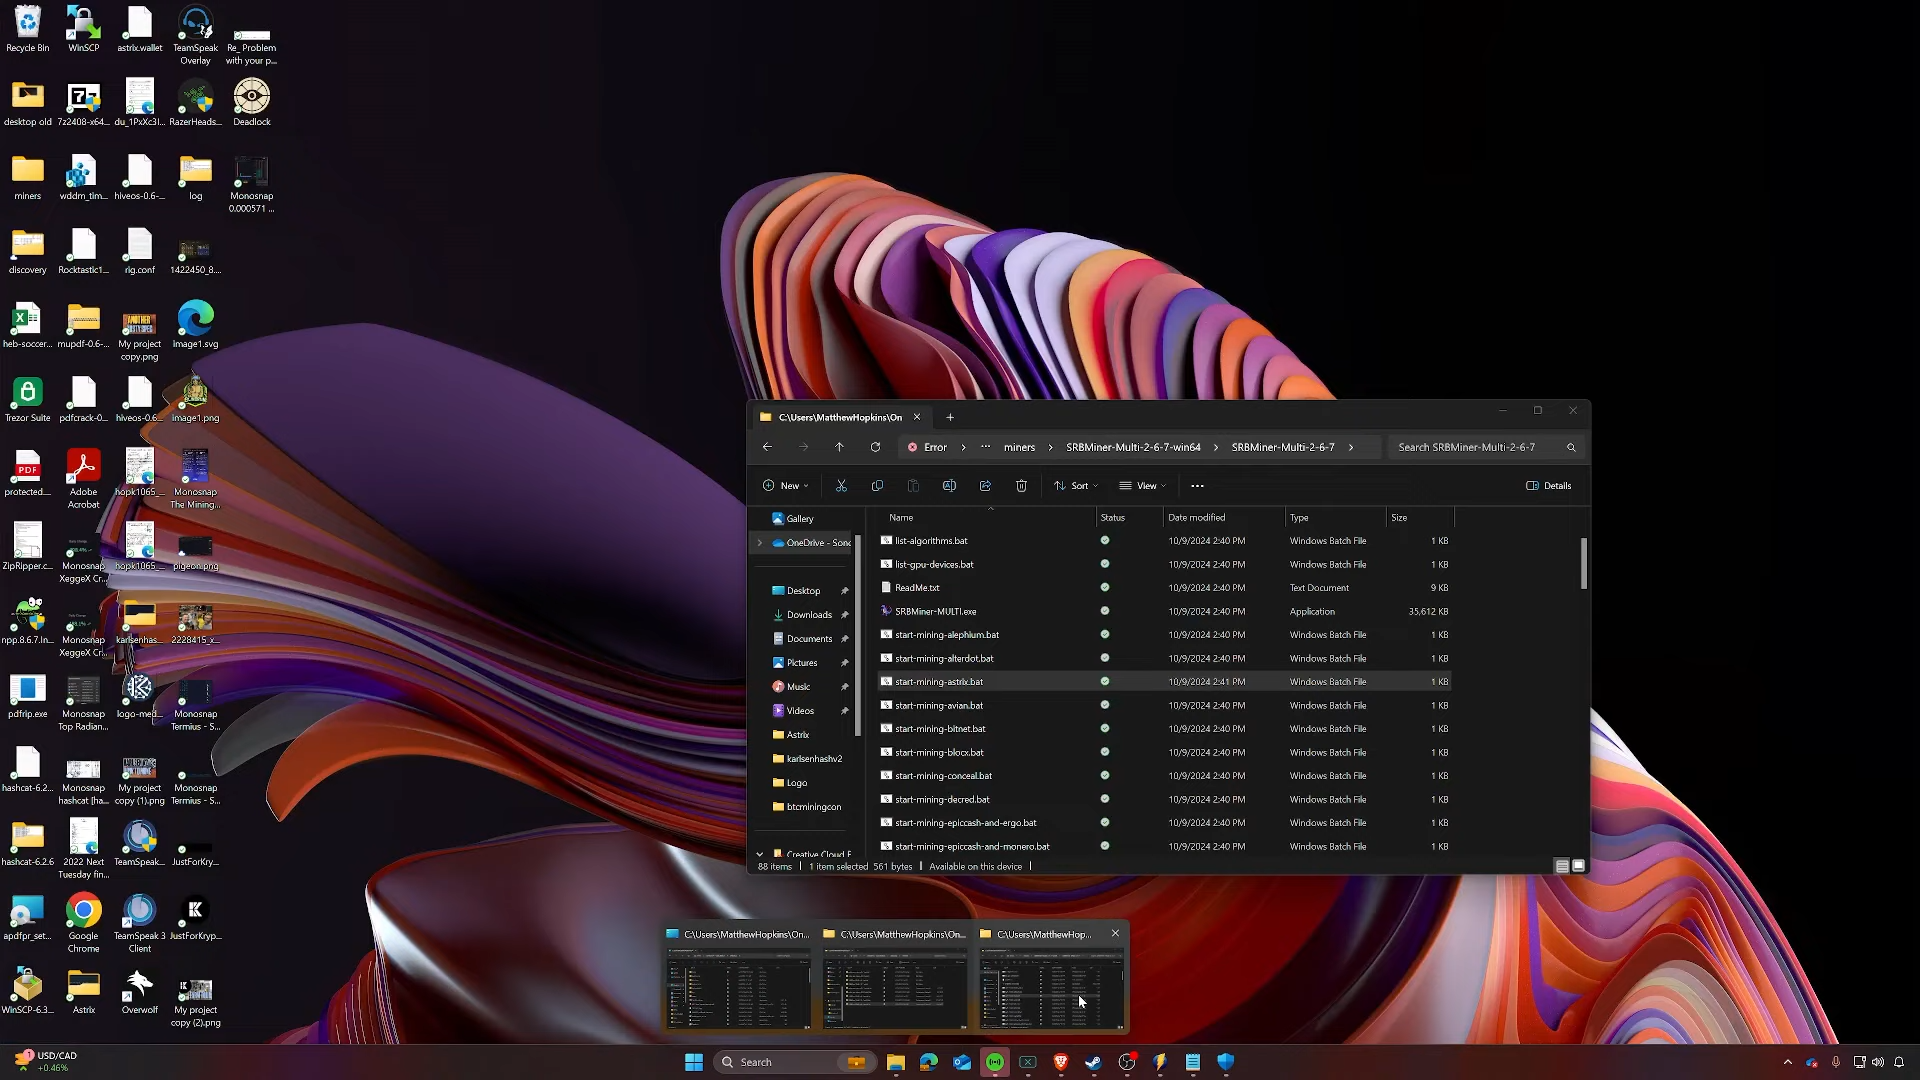 Recycle Bin
WinSCP
astrix.wallet
TeamSpeak Overlay
Re_ Problem with your p...
desktop old
7z2408-x64...
du_1PxXc3I...
RazerHeads...
Deadlock
miners
wddm_tim...
hiveos-0.6-...
log
Monosnap 0.000571 ...
discovery
Rocktastic1...
rig.conf
1422450_8...
heb-soccer...
mupdf-0.6-...
My project copy.png
image1.svg
Trezor Suite
pdfcrack-0...
hiveos-0.6...
image1.png
protected....
Adobe Acrobat
hopk1065_...
Monosnap The Mining...
ZipRipper.c...
Monosnap XeggeX Cr...
hopk1065_...
pigeon.png
npp.8.6.7.In...
Monosnap XeggeX Cr...
karlsenhas...
2228415_x...
pdfrip.exe
Monosnap Top Radian...
logo-med...
Monosnap Termius - S...
hashcat-6.2...
Monosnap hashcat [ha...
My project copy (1).png
Monosnap Termius - S...
hashcat-6.2.6
2022 Next Tuesday fin...
TeamSpeak...
JustForKry...
apdfpr_set...
Google Chrome
TeamSpeak 3 Client
JustForKryp...
WinSCP-6.3...
Astrix
Overwolf
My project copy (2).png
C:\Users\MatthewHopkins\On
Error > ... miners > SRBMiner-Multi-2-6-7-win64 > SRBMiner-Multi-2-6-7 >
Search SRBMiner-Multi-2-6-7
New
Sort
View
Details
Gallery
OneDrive - Sono
Desktop
Downloads
Documents
Pictures
Music
Videos
Astrix
karlsenhashv2
Logo
btcminingcon
Creative Cloud F
Name Status Date modified Type Size
list-algorithms.bat 10/9/2024 2:40 PM Windows Batch File 1 KB
list-gpu-devices.bat 10/9/2024 2:40 PM Windows Batch File 1 KB
ReadMe.txt 10/9/2024 2:40 PM Text Document 9 KB
SRBMiner-MULTI.exe 10/9/2024 2:40 PM Application 35,612 KB
start-mining-alephium.bat 10/9/2024 2:40 PM Windows Batch File 1 KB
start-mining-alterdot.bat 10/9/2024 2:40 PM Windows Batch File 1 KB
start-mining-astrix.bat 10/9/2024 2:41 PM Windows Batch File 1 KB
start-mining-avian.bat 10/9/2024 2:40 PM Windows Batch File 1 KB
start-mining-bitnet.bat 10/9/2024 2:40 PM Windows Batch File 1 KB
start-mining-blocx.bat 10/9/2024 2:40 PM Windows Batch File 1 KB
start-mining-conceal.bat 10/9/2024 2:40 PM Windows Batch File 1 KB
start-mining-decred.bat 10/9/2024 2:40 PM Windows Batch File 1 KB
start-mining-epiccash-and-ergo.bat 10/9/2024 2:40 PM Windows Batch File 1 KB
start-mining-epiccash-and-monero.bat 10/9/2024 2:40 PM Windows Batch File 1 KB
88 items 1 item selected 561 bytes Available on this device
C:\Users\MatthewHopkins\On...
C:\Users\MatthewHopkins\On...
C:\Users\MatthewHop...
USD/CAD
+0.46%
Search